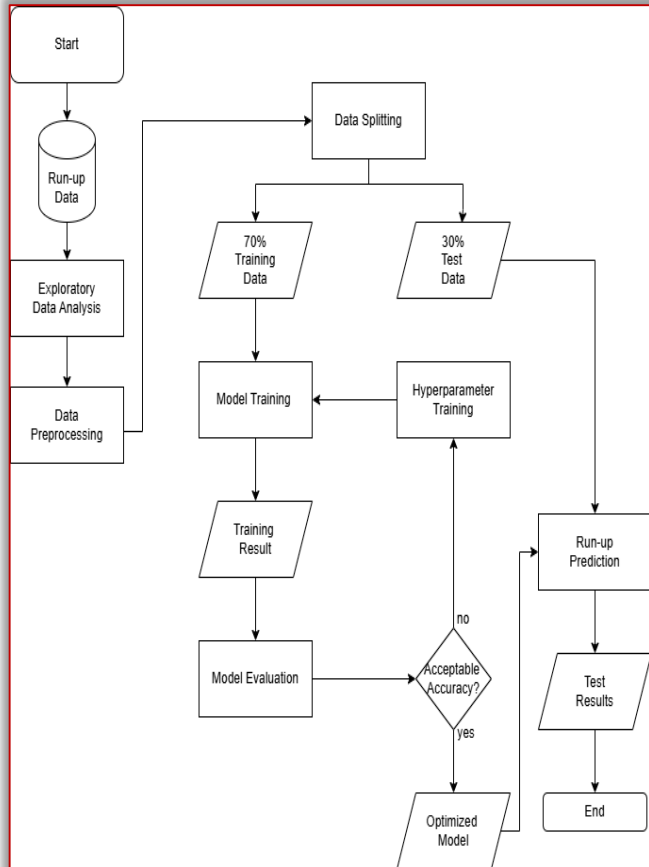 Start
Run-up
Data
Exploratory
Data Analysis
Data
Preprocessing
Data Splitting
70%
Training
Data
30%
Test
Data
Model Training
Hyperparameter
Training
Training
Result
Model Evaluation
no
Acceptable
Accuracy?
yes
Optimized
Model
Run-up
Prediction
Test
Results
End